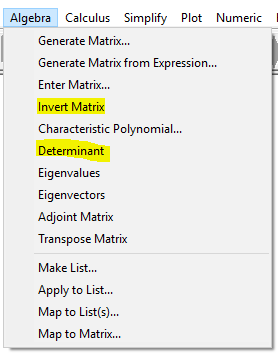 Algebra Calculus Simplify Plot Numeric
Generate Matrix...
Generate Matrix from Expression...
Enter Matrix...
Invert Matrix
Characteristic Polynomial...
Determinant
Eigenvalues
Eigenvectors
Adjoint Matrix
Transpose Matrix
Make List...
Apply to List...
Map to List(s)...
Map to Matrix...